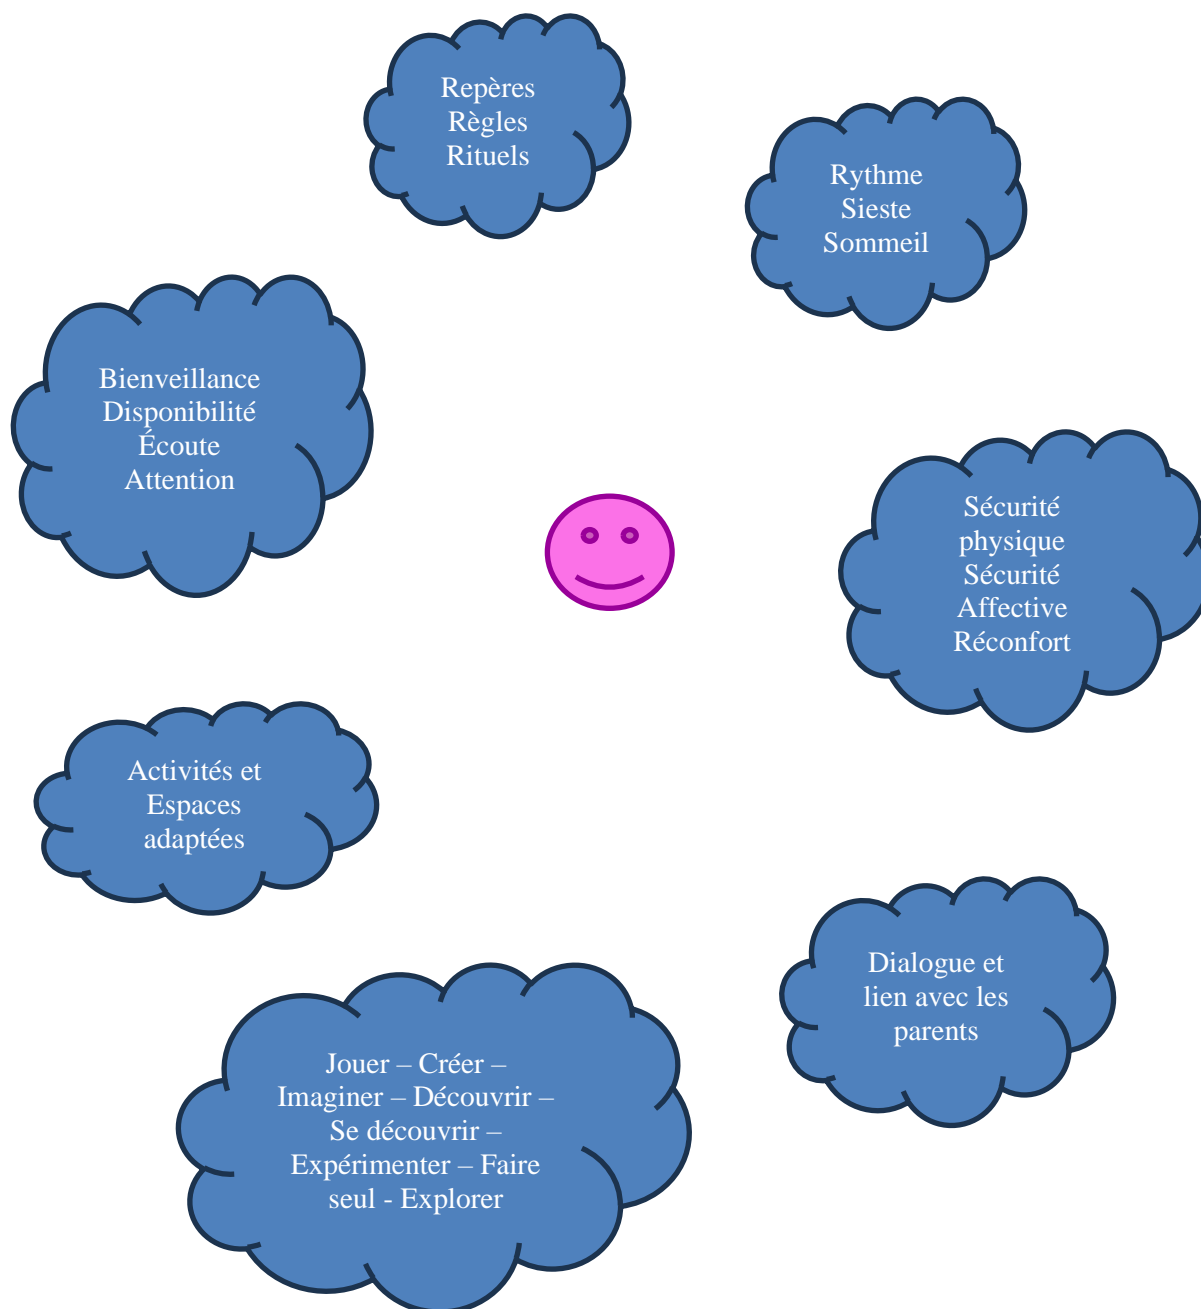 Repères
Règles
Rituels
Rythme
Sieste
Sommeil
Bienveillance
Disponibilité
Écoute
Attention
Sécurité
physique
Sécurité
Affective
Réconfort
Activités et
Espaces
adaptées
Dialogue et
lien avec les
parents
Jouer – Créer –
Imaginer – Découvrir –
Se découvrir –
Expérimenter – Faire
seul - Explorer